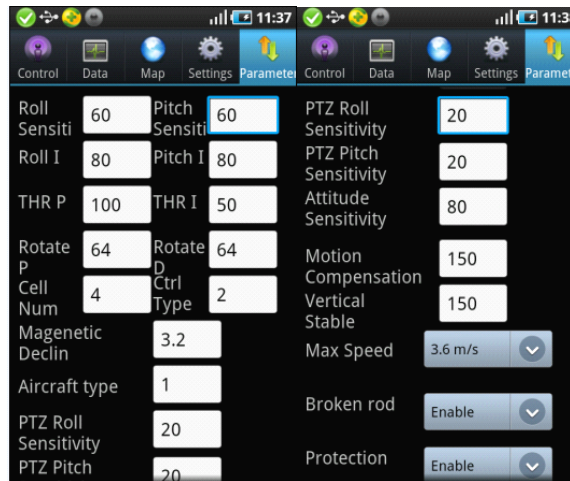 11:37
Control Data Map Settings Parameter
Roll Sensiti 60 Pitch Sensiti 60
Roll I 80 Pitch I 80
THR P 100 THR I 50
Rotate P 64 Rotate D 64
Cell Num 4 Ctrl Type 2
Magenetic Declin 3.2
Aircraft type 1
PTZ Roll Sensitivity 20
PTZ Pitch 20
11:38
Control Data Map Settings Paramet
PTZ Roll Sensitivity 20
PTZ Pitch Sensitivity 20
Attitude Sensitivity 80
Motion Compensation 150
Vertical Stable 150
Max Speed 3.6 m/s
Broken rod Enable
Protection Enable